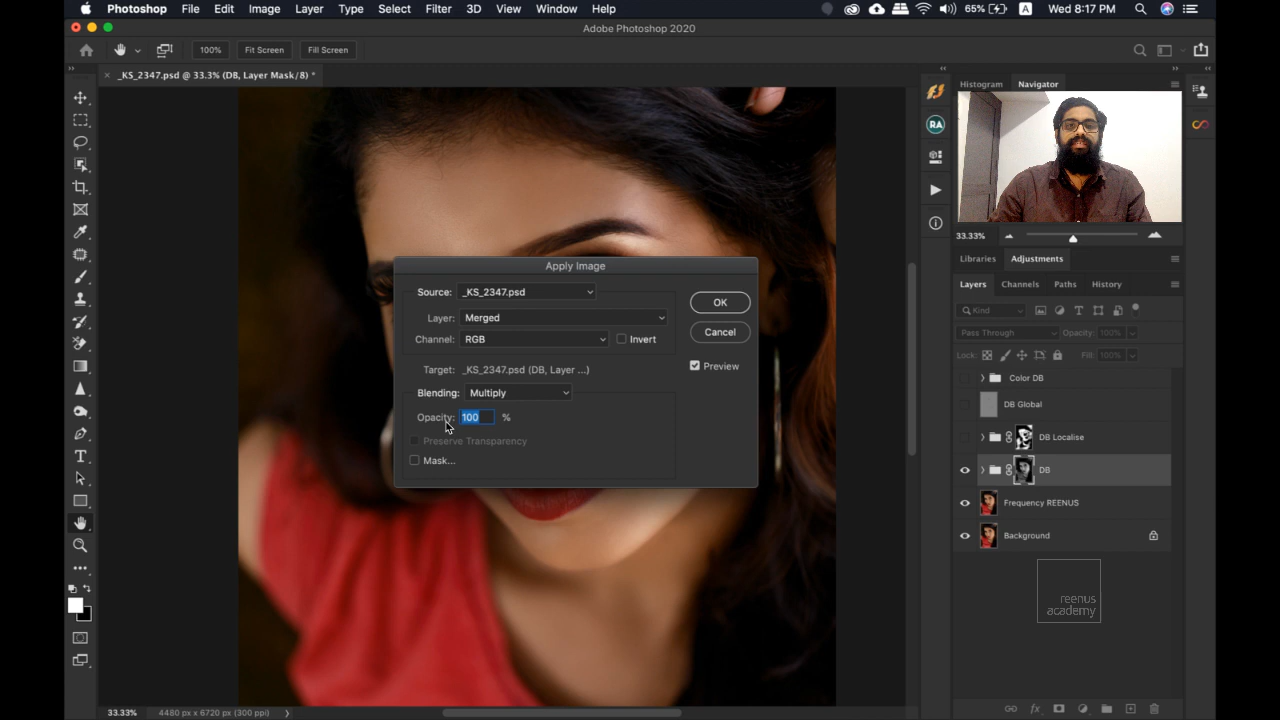 Photoshop File Edit Image Layer Type Select Filter 3D View Window Help 65% A Wed 8:17 PM
Adobe Photoshop 2020
100% Fit Screen Fill Screen
× _KS_2347.psd @ 33.3% (DB, Layer Mask/8) *
Histogram Navigator
RA
33.33%
Libraries Adjustments
Layers Channels Paths History
Kind
Pass Through Opacity: 100%
Lock: Fill: 100%
Color DB
DB Global
DB Localise
DB
Frequency REENUS
Background
reenus
academy
Apply Image
Source: _KS_2347.psd
Layer: Merged
Channel: RGB Invert
Target: _KS_2347.psd (DB, Layer ...)
Blending: Multiply
Opacity: 100 %
Preserve Transparency
Mask...
OK
Cancel
Preview
33.33% 4480 px x 6720 px (300 ppi)